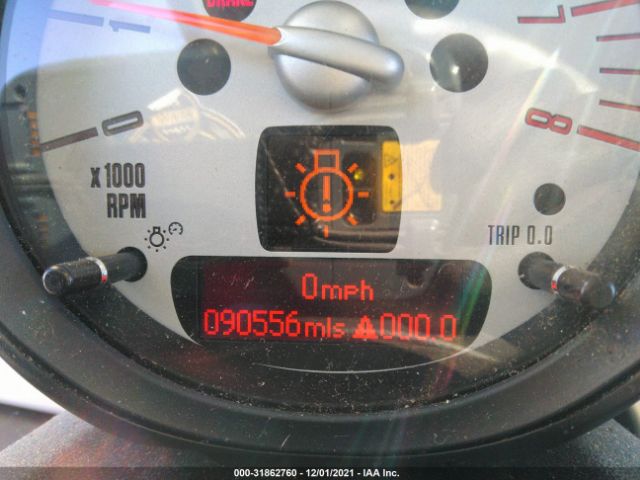 BRAKE
1
7
0
8
x1000
RPM
TRIP 0.0
0mph
090556mls 000.0
000-31862760 - 12/01/2021 - IAA Inc.